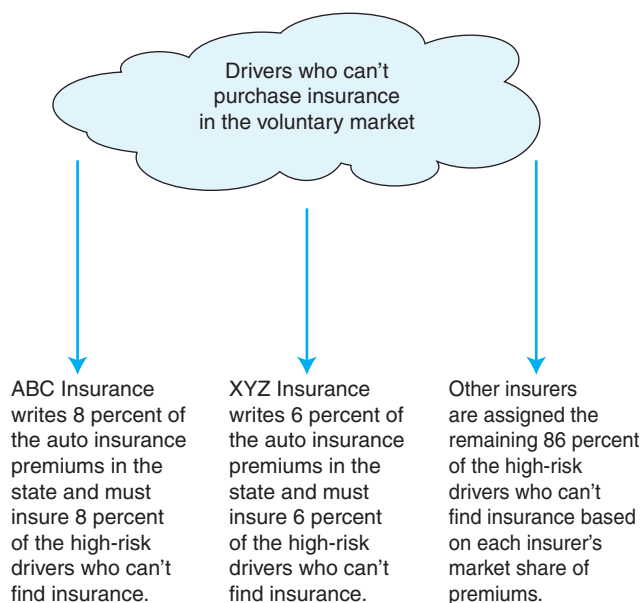 Drivers who can't
purchase insurance
in the voluntary market
ABC Insurance
writes 8 percent of
the auto insurance
premiums in the
state and must
insure 8 percent
of the high-risk
drivers who can't
find insurance.
XYZ Insurance
writes 6 percent of
the auto insurance
premiums in the
state and must
insure 6 percent
of the high-risk
drivers who can't
find insurance.
Other insurers
are assigned the
remaining 86 percent
of the high-risk
drivers who can't
find insurance based
on each insurer's
market share of
premiums.